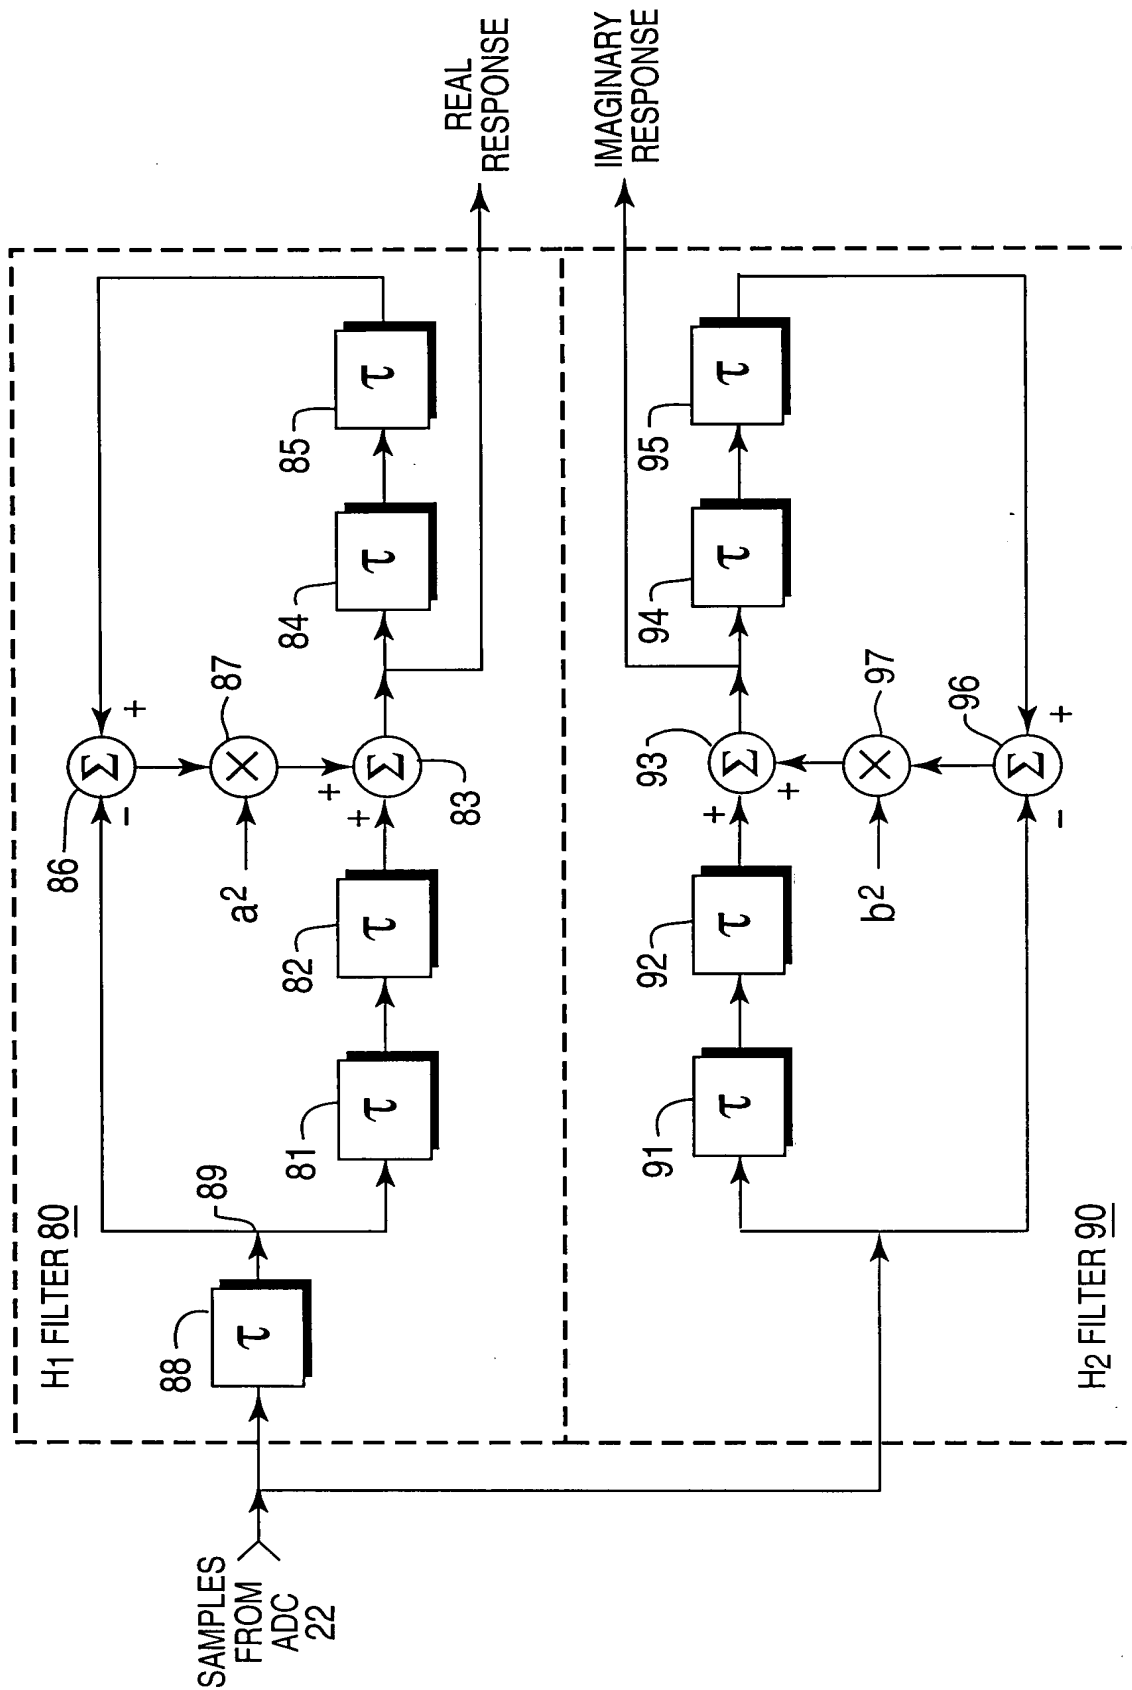 H1 FILTER 80
86
-
+
a2
87
Σ
×
SAMPLES
FROM
ADC
22
88
τ
89
81
τ
82
τ
+
+
Σ
83
84
τ
85
τ
REAL
RESPONSE
IMAGINARY
RESPONSE
91
τ
92
τ
+
+
93
Σ
94
τ
95
τ
b2
×
97
96
Σ
-
+
H2 FILTER 90